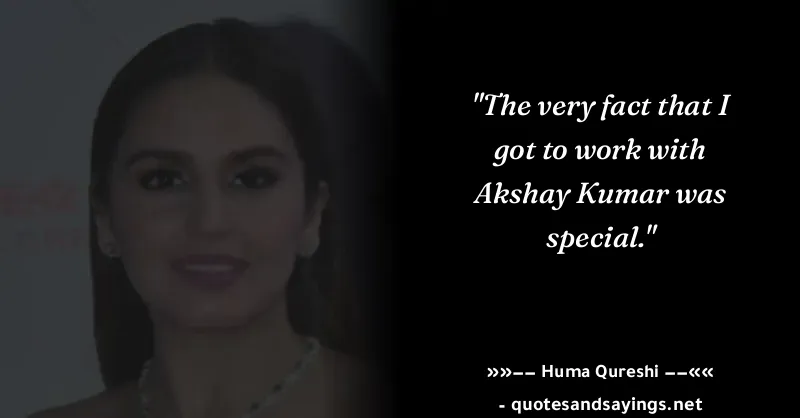 "The very fact that I
got to work with
Akshay Kumar was
special."
»»−− Huma Qureshi −−««
- quotesandsayings.net